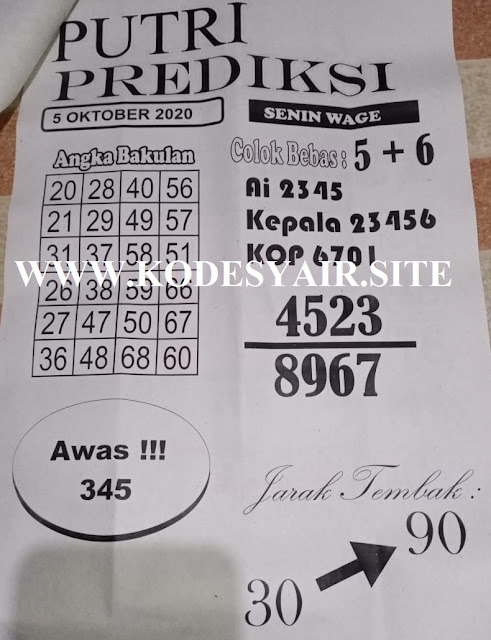 PUTRI
PREDIKSI
5 OKTOBER 2020
SENIN WAGE
Angka Bakulan
20 28 40 56
21 29 49 57
31 37 58 51
26 38 59 66
27 47 50 67
36 48 68 60
Colok Bebas : 5 + 6
Ai 2345
Kepala 23456
KOP 6701
WWW.KODESYAIR.SITE
4523
8967
Awas !!!
345
Jarak Tembak :
90
30